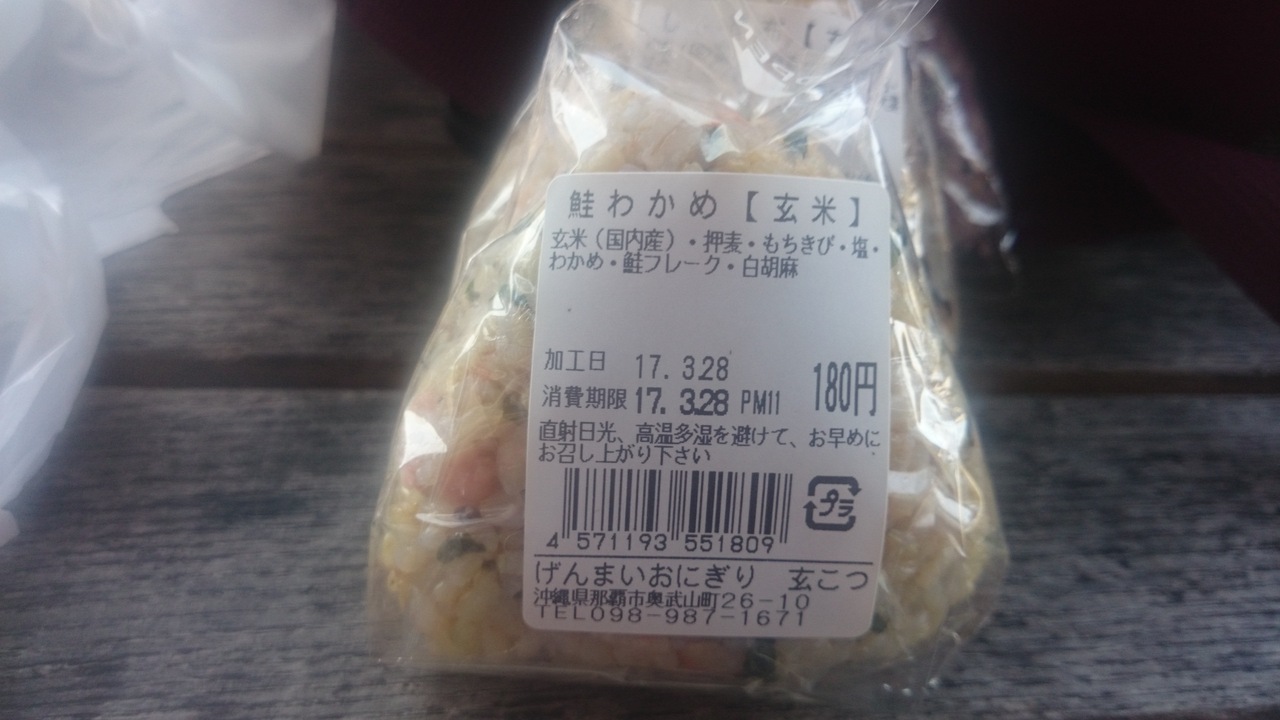 鮭わかめ【玄米】
玄米（国内産）・押麦・もちきび・塩・
わかめ・鮭フレーク・白胡麻
加工日 17. 3.28
消費期限 17. 3.28 PM11 180円
直射日光、高温多湿を避けて、お早めに
お召し上がり下さい
プラ
4 571193 551809
げんまいおにぎり 玄こつ
沖縄県那覇市奥武山町26-10
TEL098-987-1671